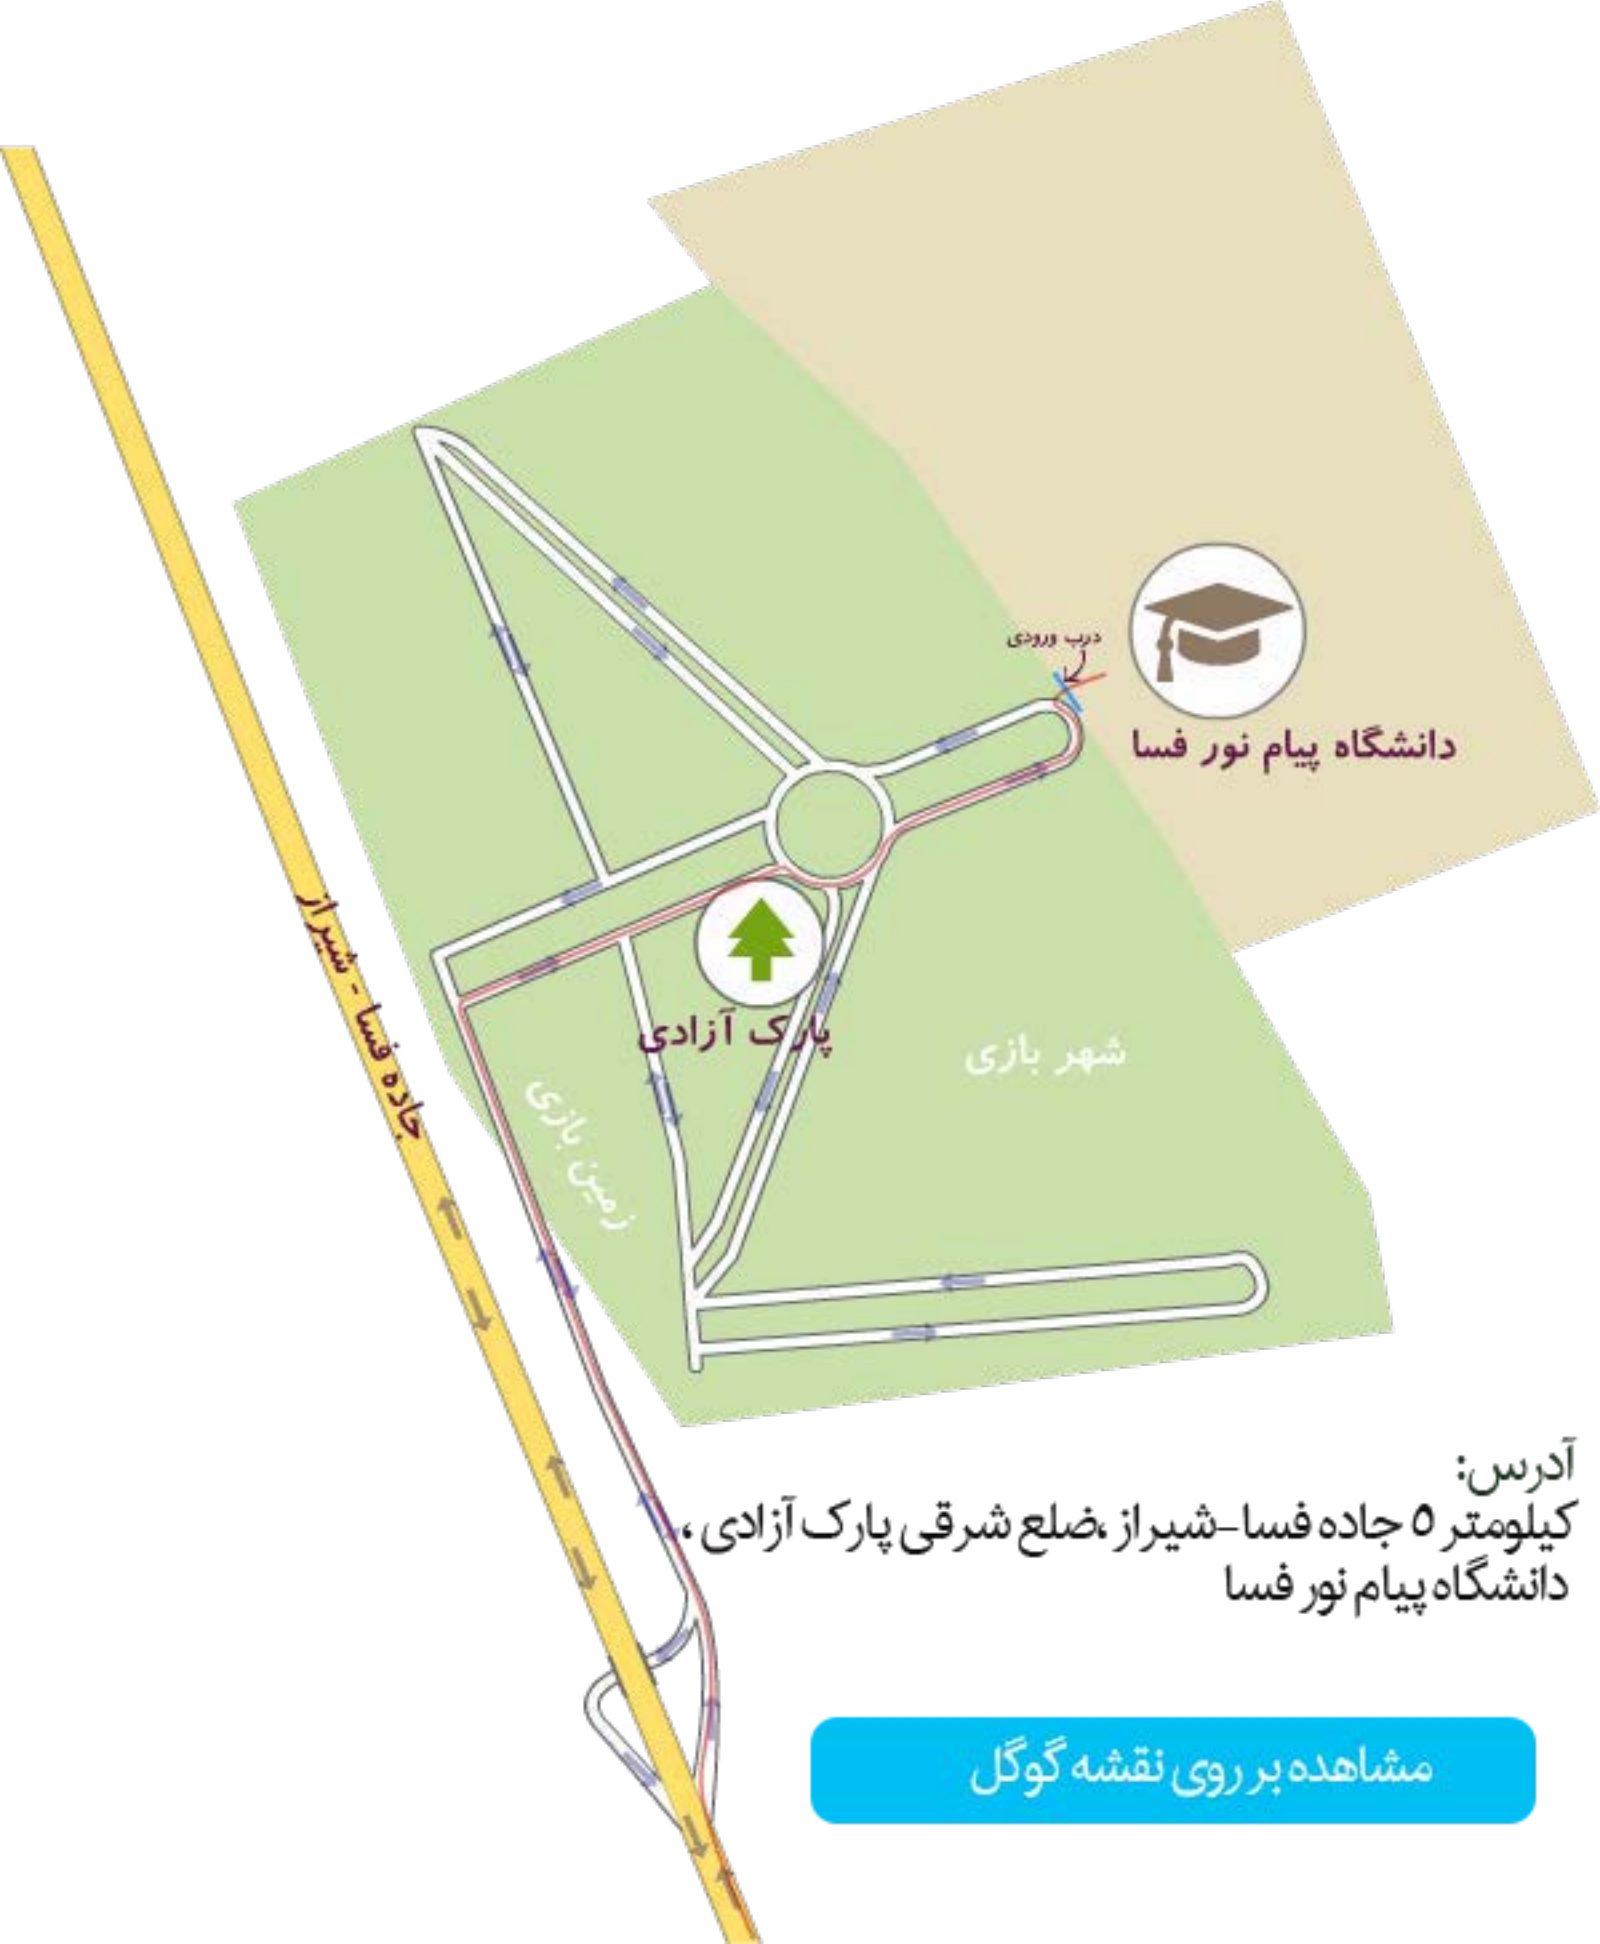 درب ورودی
دانشگاه پیام نور فسا
جاده فسا - شیراز
پارک آزادی
شهر بازی
زمین بازی
آدرس:
کیلومتر ۵ جاده فسا-شیراز ،ضلع شرقی پارک آزادی ،
دانشگاه پیام نور فسا
مشاهده بر روی نقشه گوگل